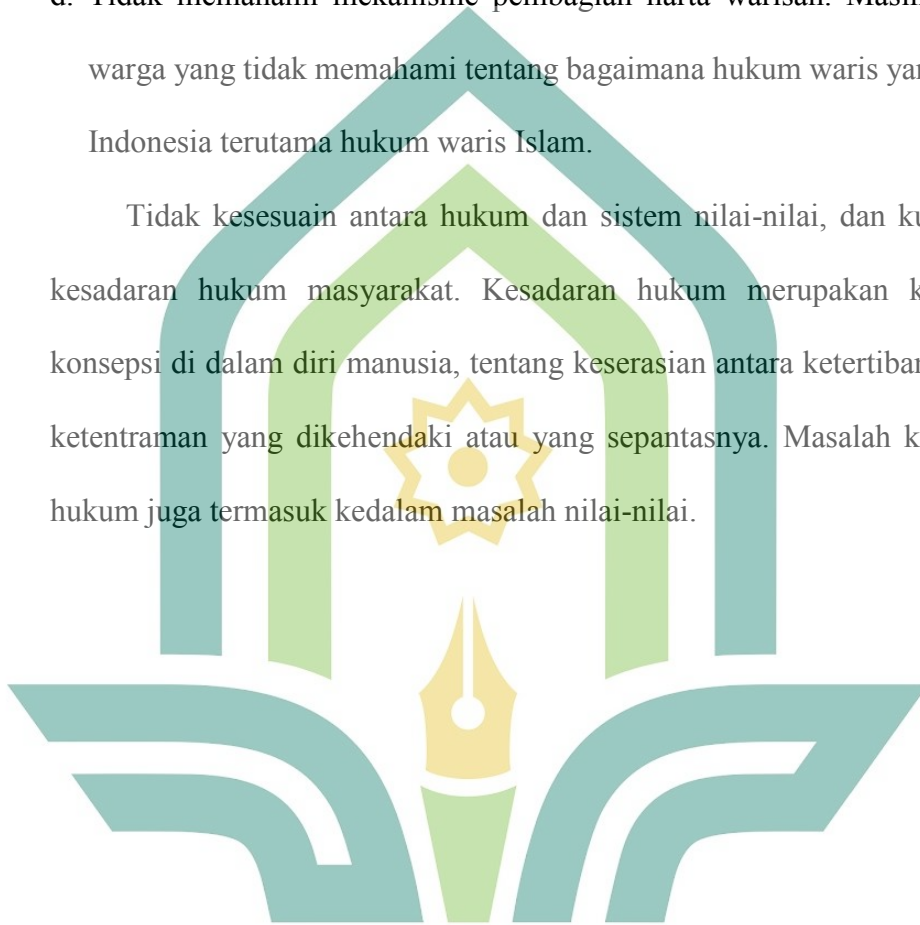 d. Tidak memahami mekanisme pembagian harta warisan.
warga yang tidak memahami tentang bagaimana hukum waris
Indonesia terutama hukum waris Islam.
Tidak kesesuain antara hukum dan sistem nilai-nilai, dan
kesadaran hukum masyarakat. Kesadaran hukum merupakan
konsepsi di dalam diri manusia, tentang keserasian antara ketertiban
ketentraman yang dikehendaki atau yang sepantasnya. Masalah
hukum juga termasuk kedalam masalah nilai-nilai.